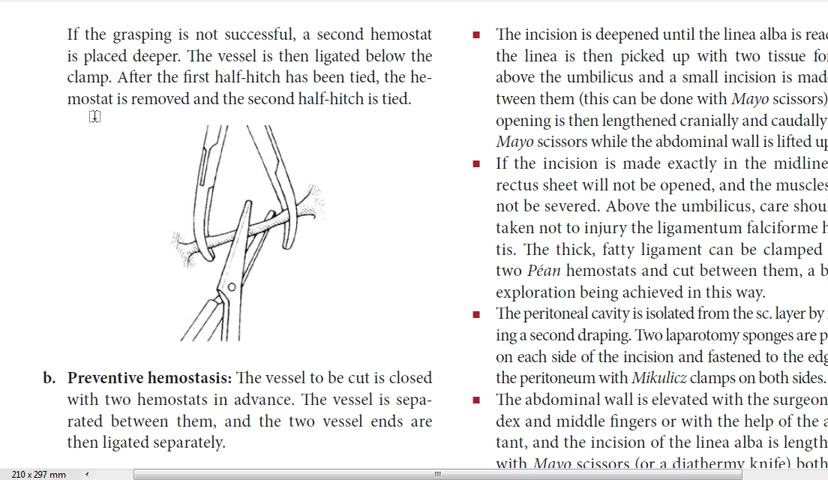 If the grasping is not successful, a second hemostat
is placed deeper. The vessel is then ligated below the
clamp. After the first half-hitch has been tied, the he-
mostat is removed and the second half-hitch is tied.
b. Preventive hemostasis: The vessel to be cut is closed
with two hemostats in advance. The vessel is sepa-
rated between them, and the two vessel ends are
then ligated separately.
The incision is deepened until the linea alba is
the linea is then picked up with two tissue
above the umbilicus and a small incision is
tween them (this can be done with Mayo scissors)
opening is then lengthened cranially and caudally
Mayo scissors while the abdominal wall is lifted
If the incision is made exactly in the midline
rectus sheet will not be opened, and the muscles
not be severed. Above the umbilicus, care
taken not to injury the ligamentum falciforme
tis. The thick, fatty ligament can be clamped
two Péan hemostats and cut between them, a
exploration being achieved in this way.
The peritoneal cavity is isolated from the sc. layer by
ing a second draping. Two laparotomy sponges are
on each side of the incision and fastened to the
the peritoneum with Mikulicz clamps on both sides.
The abdominal wall is elevated with the
dex and middle fingers or with the help of the
tant, and the incision of the linea alba is
with Mayo scissors (or a diathermy knife) both
210 x 297 mm